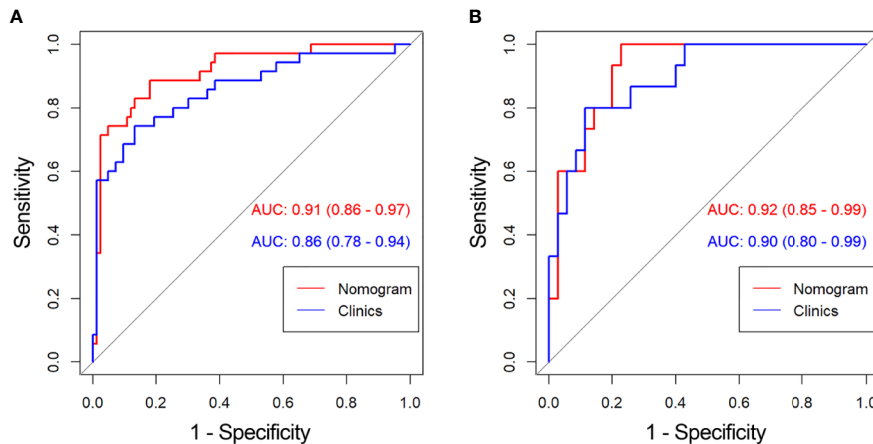 A
Sensitivity
1.0
0.8
0.6
0.4
0.2
0.0
AUC: 0.91 (0.86 - 0.97)
AUC: 0.86 (0.78 - 0.94)
Nomogram
Clinics
0.0 0.2 0.4 0.6 0.8 1.0
1 - Specificity
B
Sensitivity
1.0
0.8
0.6
0.4
0.2
0.0
AUC: 0.92 (0.85 - 0.99)
AUC: 0.90 (0.80 - 0.99)
Nomogram
Clinics
0.0 0.2 0.4 0.6 0.8 1.0
1 - Specificity